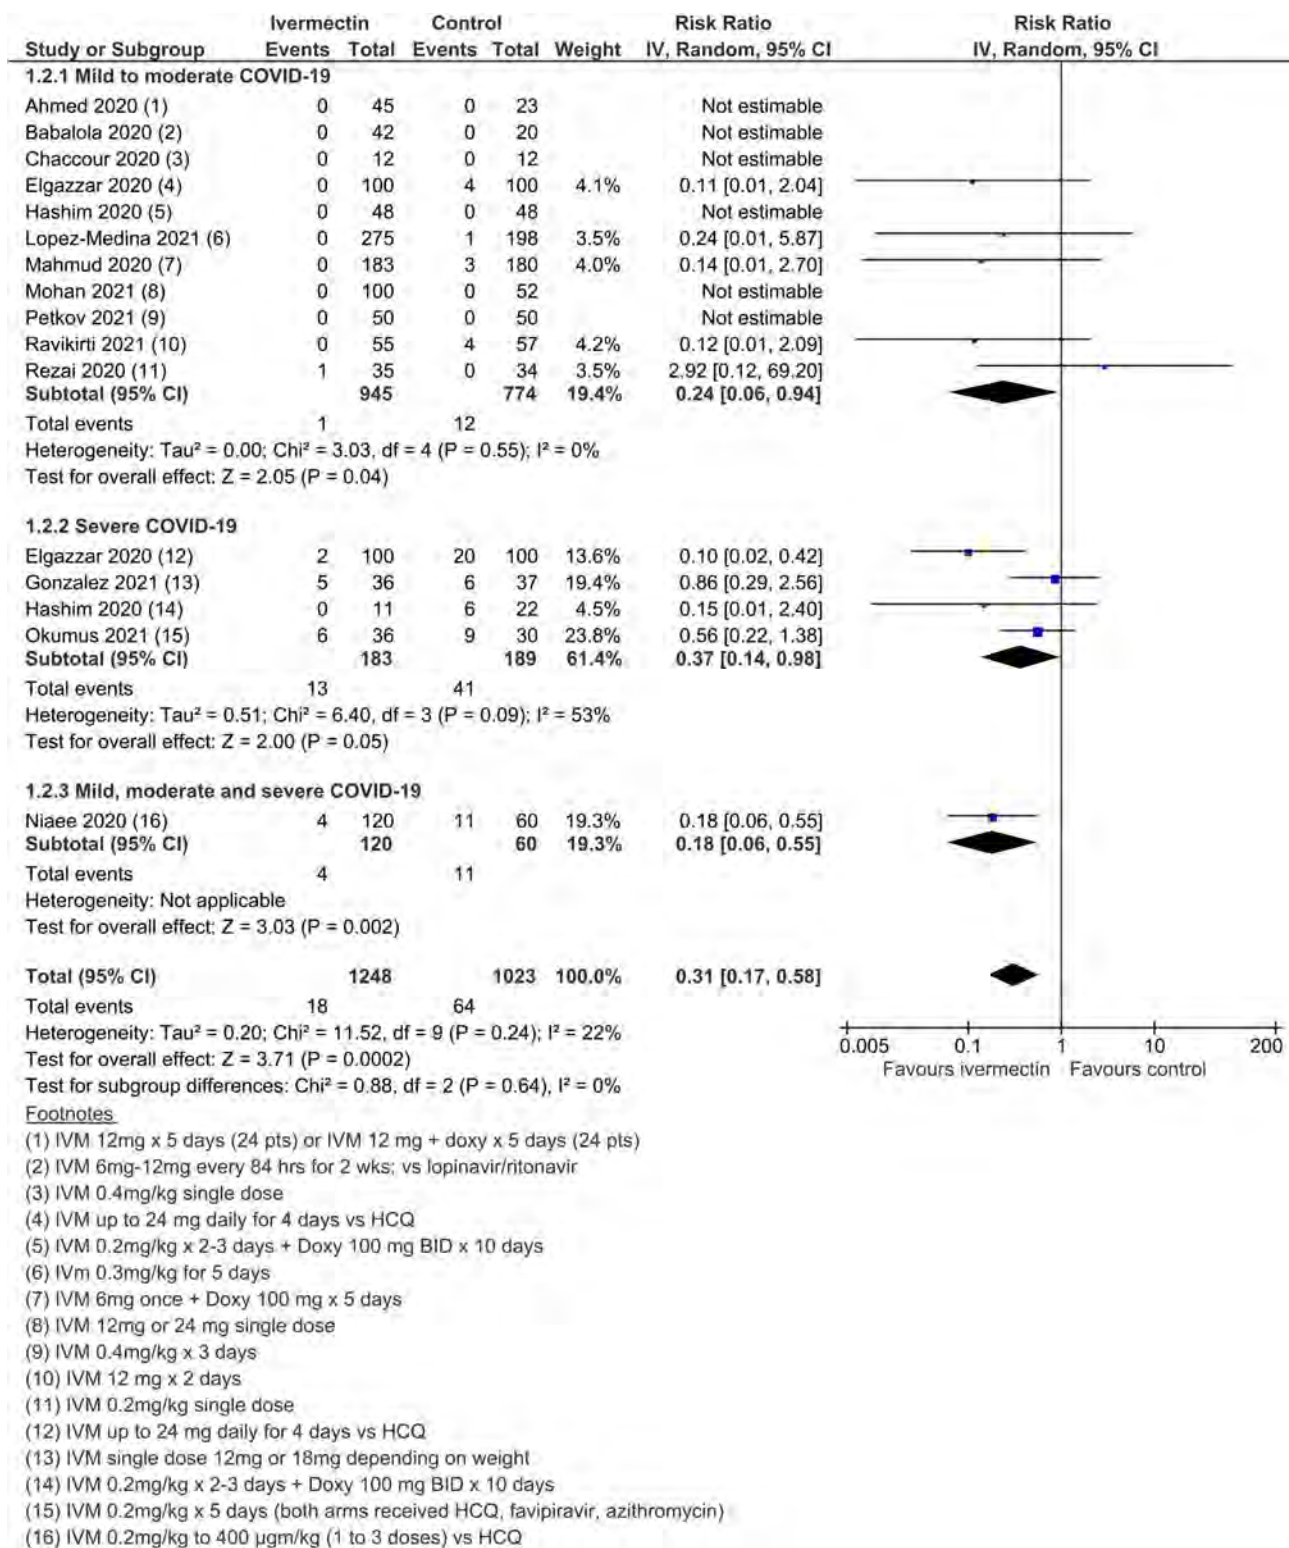 Ivermectin Control Risk Ratio Risk Ratio
Study or Subgroup Events Total Events Total Weight IV, Random, 95% CI IV, Random, 95% CI
1.2.1 Mild to moderate COVID-19
Ahmed 2020 (1) 0 45 0 23 Not estimable
Babalola 2020 (2) 0 42 0 20 Not estimable
Chaccour 2020 (3) 0 12 0 12 Not estimable
Elgazzar 2020 (4) 0 100 4 100 4.1% 0.11 [0.01, 2.04]
Hashim 2020 (5) 0 48 0 48 Not estimable
Lopez-Medina 2021 (6) 0 275 1 198 3.5% 0.24 [0.01, 5.87]
Mahmud 2020 (7) 0 183 3 180 4.0% 0.14 [0.01, 2.70]
Mohan 2021 (8) 0 100 0 52 Not estimable
Petkov 2021 (9) 0 50 0 50 Not estimable
Ravikirti 2021 (10) 0 55 4 57 4.2% 0.12 [0.01, 2.09]
Rezai 2020 (11) 1 35 0 34 3.5% 2.92 [0.12, 69.20]
Subtotal (95% CI) 945 774 19.4% 0.24 [0.06, 0.94]
Total events 1 12
Heterogeneity: Tau² = 0.00; Chi² = 3.03, df = 4 (P = 0.55); I² = 0%
Test for overall effect: Z = 2.05 (P = 0.04)
1.2.2 Severe COVID-19
Elgazzar 2020 (12) 2 100 20 100 13.6% 0.10 [0.02, 0.42]
Gonzalez 2021 (13) 5 36 6 37 19.4% 0.86 [0.29, 2.56]
Hashim 2020 (14) 0 11 6 22 4.5% 0.15 [0.01, 2.40]
Okumus 2021 (15) 6 36 9 30 23.8% 0.56 [0.22, 1.38]
Subtotal (95% CI) 183 189 61.4% 0.37 [0.14, 0.98]
Total events 13 41
Heterogeneity: Tau² = 0.51; Chi² = 6.40, df = 3 (P = 0.09); I² = 53%
Test for overall effect: Z = 2.00 (P = 0.05)
1.2.3 Mild, moderate and severe COVID-19
Niaee 2020 (16) 4 120 11 60 19.3% 0.18 [0.06, 0.55]
Subtotal (95% CI) 120 60 19.3% 0.18 [0.06, 0.55]
Total events 4 11
Heterogeneity: Not applicable
Test for overall effect: Z = 3.03 (P = 0.002)
Total (95% CI) 1248 1023 100.0% 0.31 [0.17, 0.58]
Total events 18 64
Heterogeneity: Tau² = 0.20; Chi² = 11.52, df = 9 (P = 0.24); I² = 22%
Test for overall effect: Z = 3.71 (P = 0.0002)
Test for subgroup differences: Chi² = 0.88, df = 2 (P = 0.64), I² = 0%
0.005 0.1 1 10 200
Favours ivermectin Favours control
Footnotes
(1) IVM 12mg x 5 days (24 pts) or IVM 12 mg + doxy x 5 days (24 pts)
(2) IVM 6mg-12mg every 84 hrs for 2 wks; vs lopinavir/ritonavir
(3) IVM 0.4mg/kg single dose
(4) IVM up to 24 mg daily for 4 days vs HCQ
(5) IVM 0.2mg/kg x 2-3 days + Doxy 100 mg BID x 10 days
(6) IVm 0.3mg/kg for 5 days
(7) IVM 6mg once + Doxy 100 mg x 5 days
(8) IVM 12mg or 24 mg single dose
(9) IVM 0.4mg/kg x 3 days
(10) IVM 12 mg x 2 days
(11) IVM 0.2mg/kg single dose
(12) IVM up to 24 mg daily for 4 days vs HCQ
(13) IVM single dose 12mg or 18mg depending on weight
(14) IVM 0.2mg/kg x 2-3 days + Doxy 100 mg BID x 10 days
(15) IVM 0.2mg/kg x 5 days (both arms received HCQ, favipiravir, azithromycin)
(16) IVM 0.2mg/kg to 400 µgm/kg (1 to 3 doses) vs HCQ